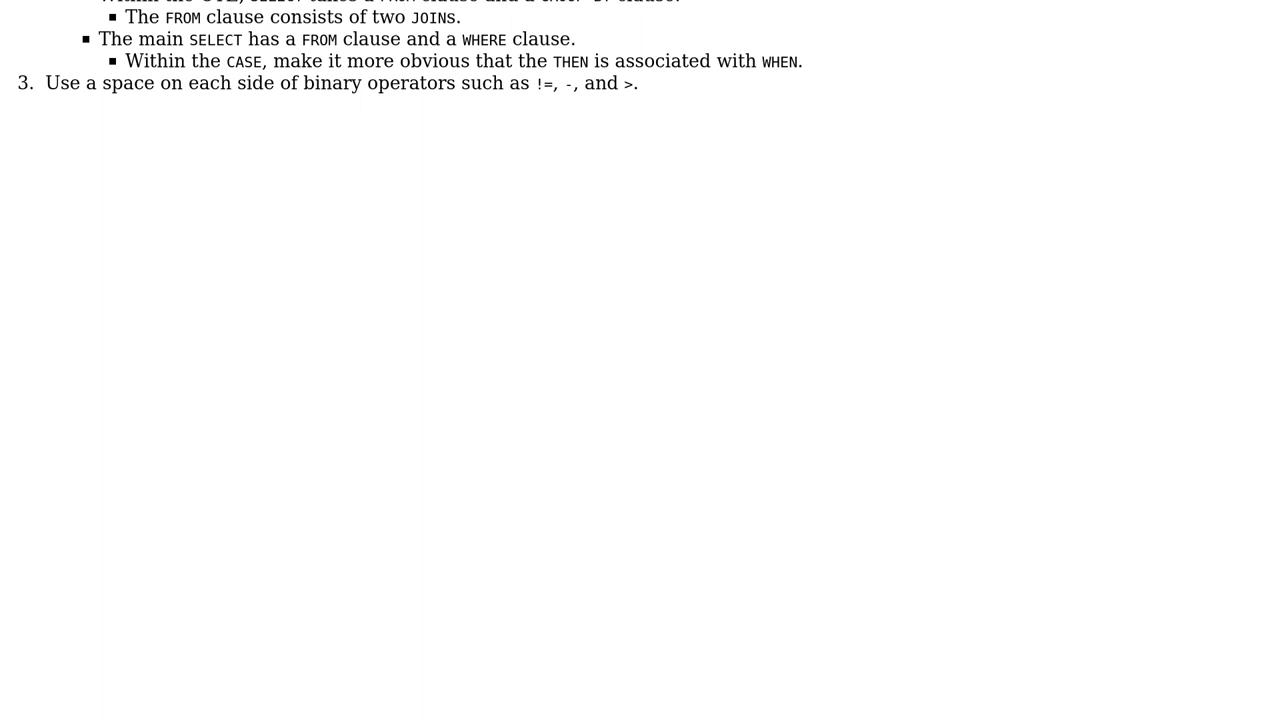 The FROM clause consists of two JOINs.
The main SELECT has a FROM clause and a WHERE clause.
Within the CASE, make it more obvious that the THEN is associated with WHEN.
3. Use a space on each side of binary operators such as !=, -, and >.